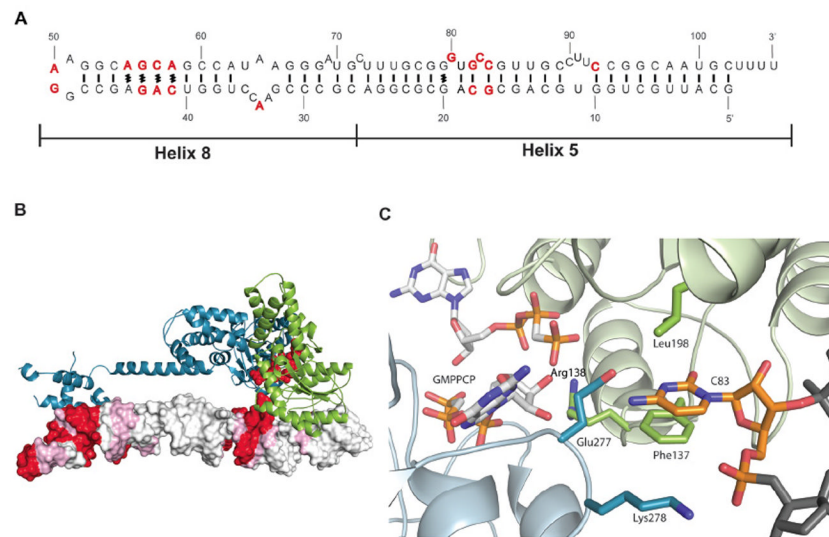 A
50 60 70 80 90 100 3´
A A G G C A G C A G C C A U A A G G G A U G C U U U G C G G G U G C C G U U G C C U U C C G G C A A U G C U U U U
G G C C G A G A C U G G U C A C A G C C C G
40 30 20 10 5´
Helix 8 Helix 5
B C
Leu198
Arg138 C83
GMPPCP
Glu277
Phe137
Lys278